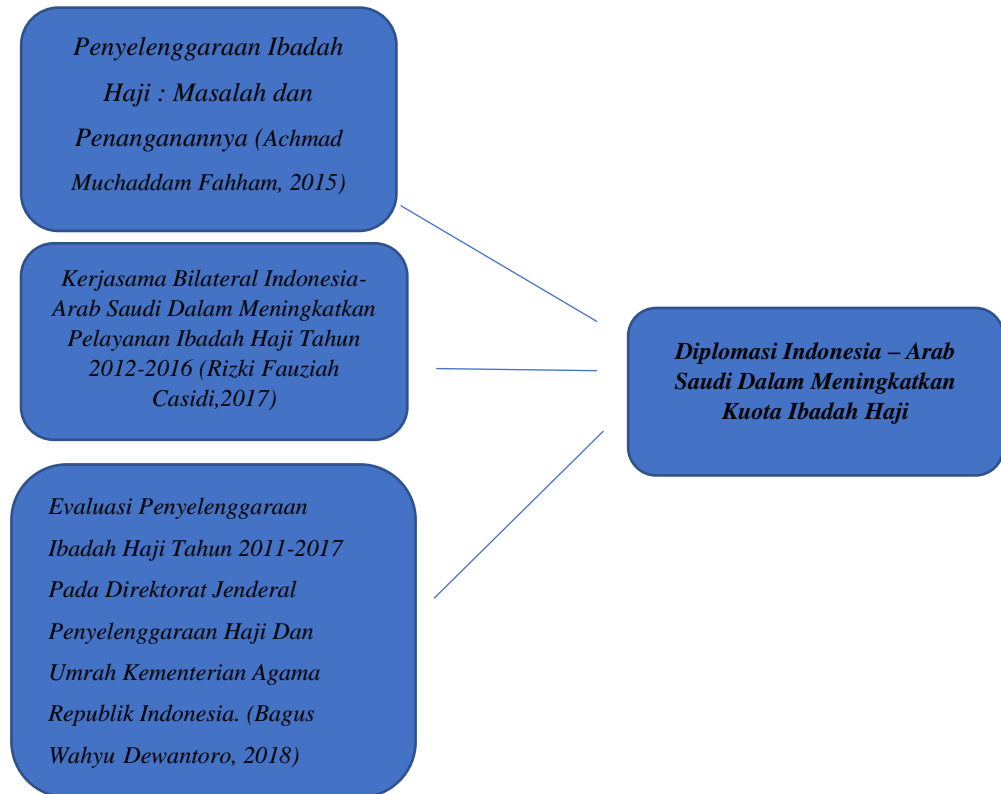 Penyelenggaraan Ibadah
Haji : Masalah dan
Penanganannya (Achmad
Muchaddam Fahham, 2015)
Kerjasama Bilateral Indonesia-
Arab Saudi Dalam Meningkatkan
Pelayanan Ibadah Haji Tahun
2012-2016 (Rizki Fauziah
Casidi,2017)
Evaluasi Penyelenggaraan
Ibadah Haji Tahun 2011-2017
Pada Direktorat Jenderal
Penyelenggaraan Haji Dan
Umrah Kementerian Agama
Republik Indonesia. (Bagus
Wahyu Dewantoro, 2018)
Diplomasi Indonesia – Arab
Saudi Dalam Meningkatkan
Kuota Ibadah Haji